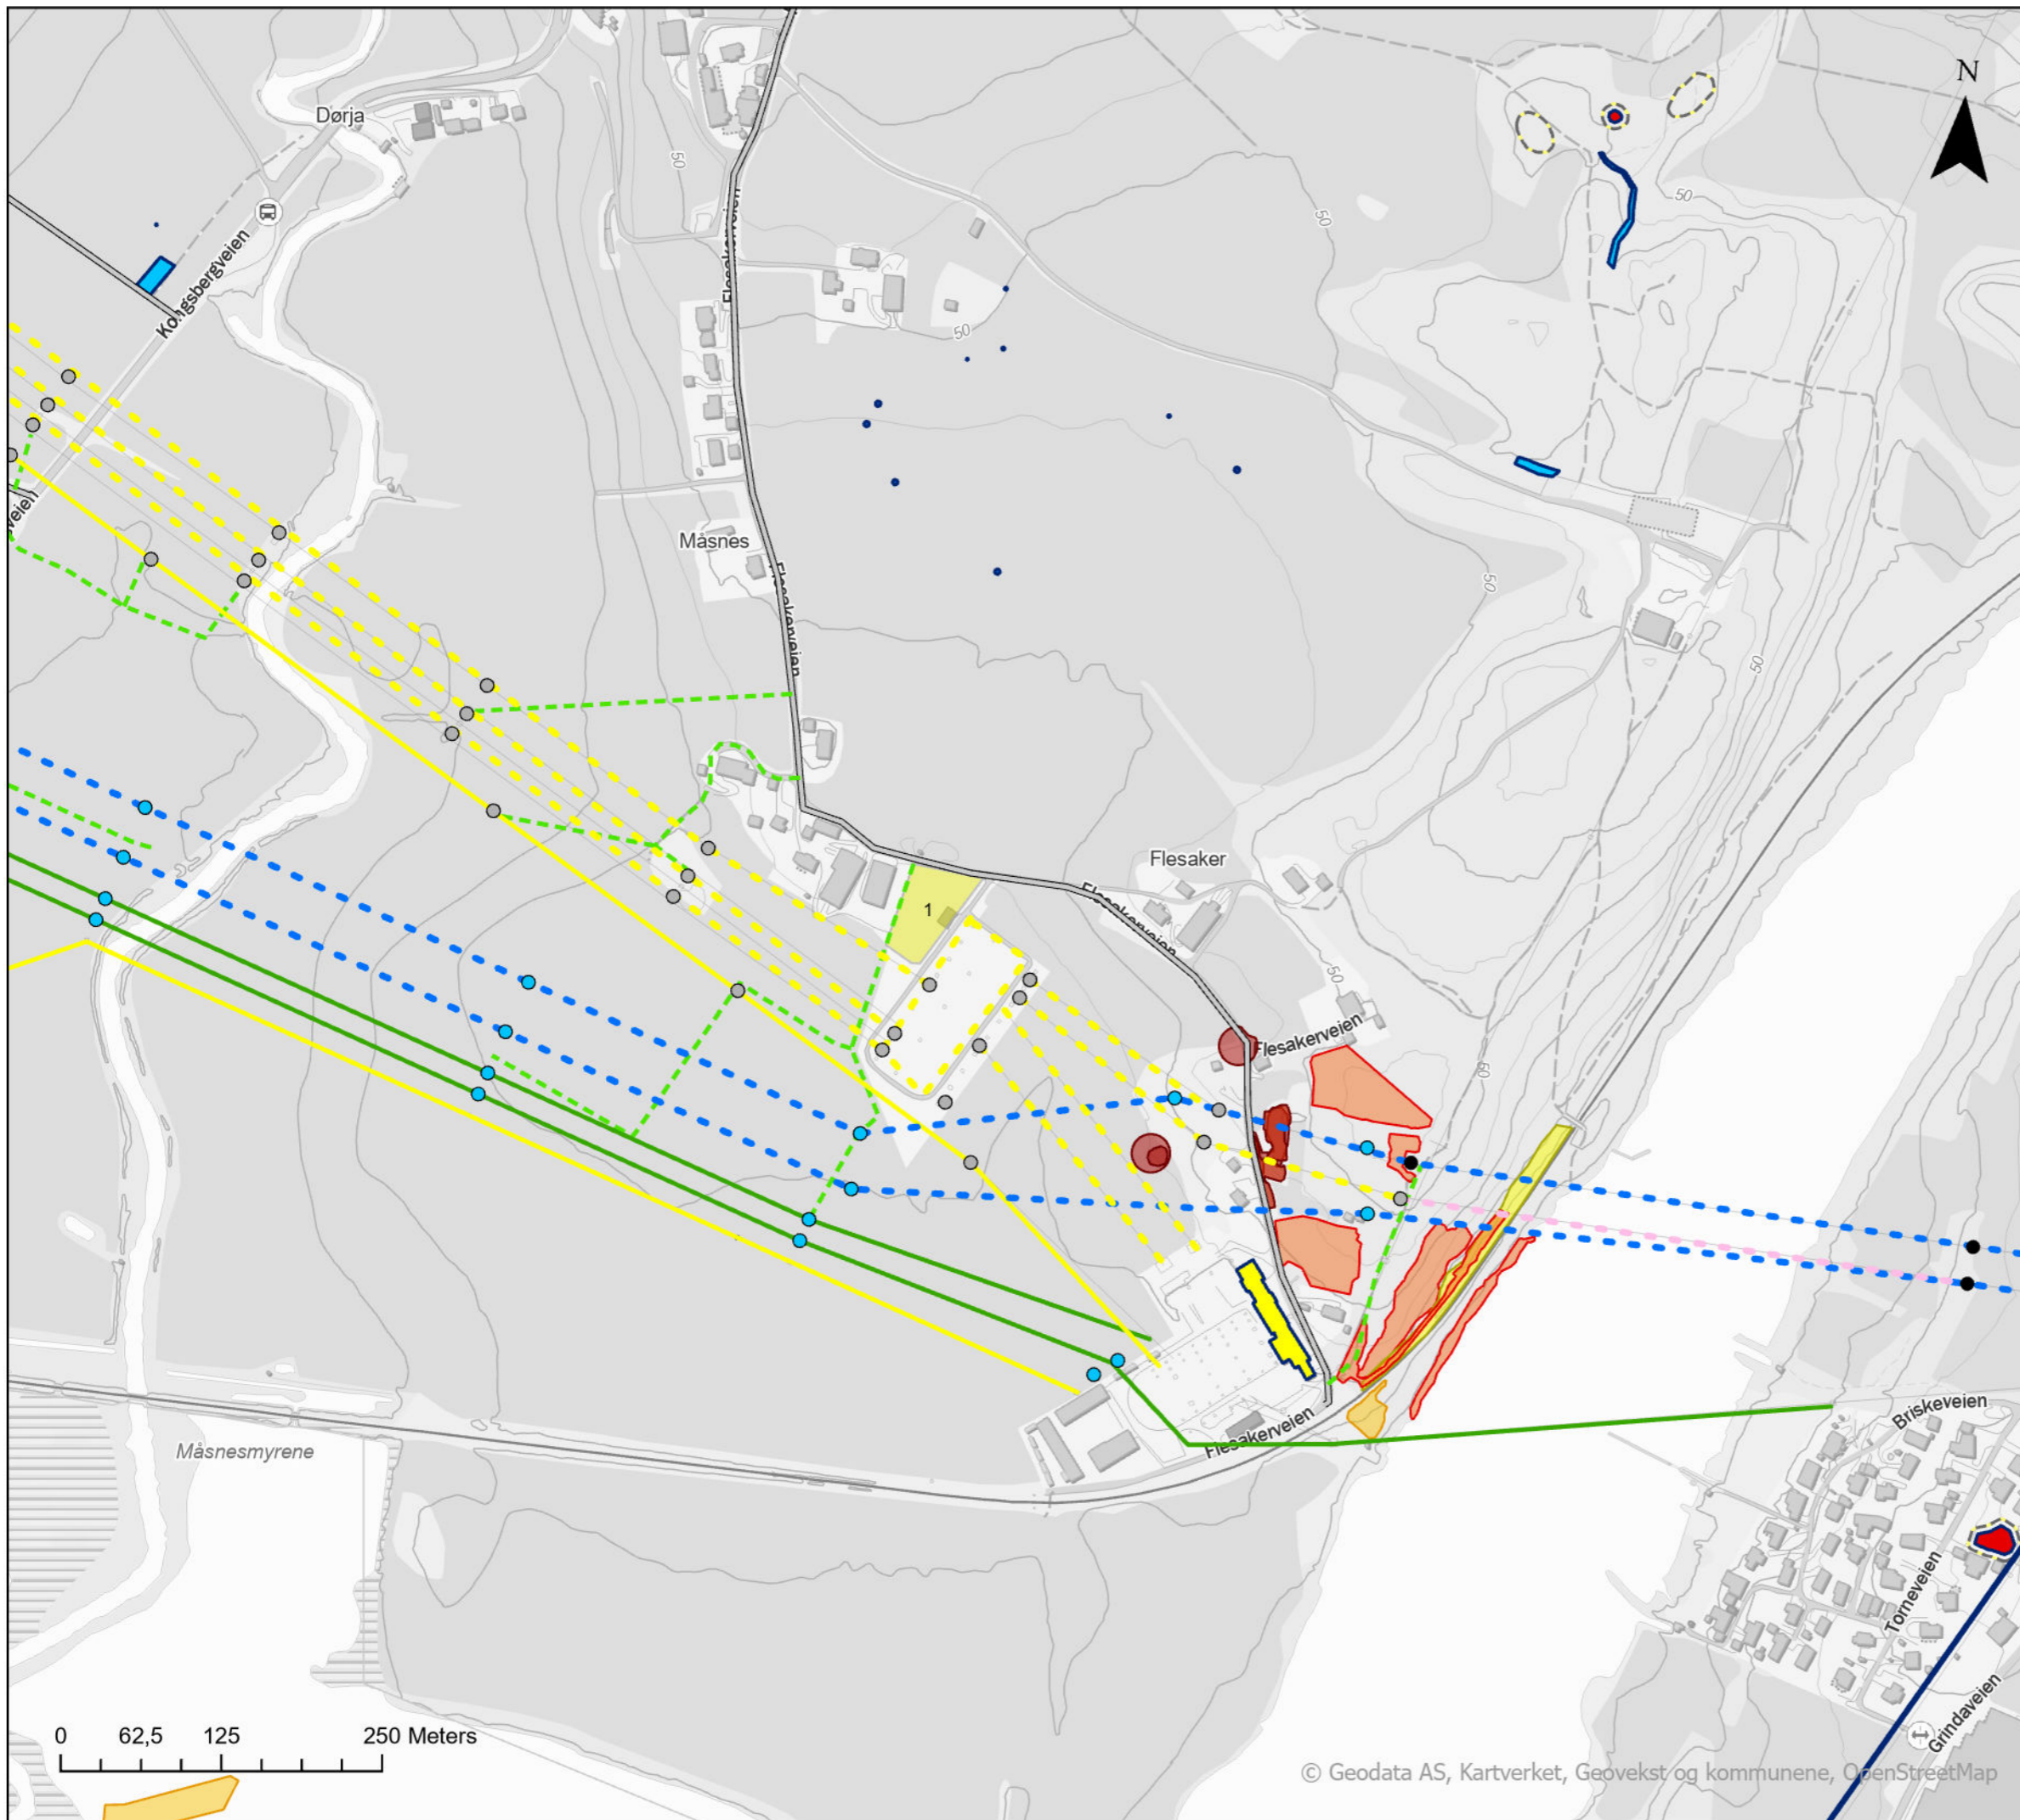 N
Dørja
50
50
50
Kongsbergveien
Flesakerveien
50
veien
Måsnes
Flesakerveien
50
50
Flesaker
1
Flesakerveien
50
Flesakerveien
50
Briskeveien
Flesakerveien
Måsnesmyrene
Torneveien
Grindaveien
0 62,5 125 250 Meters
© Geodata AS, Kartverket, Geovekst og kommunene, OpenStreetMap